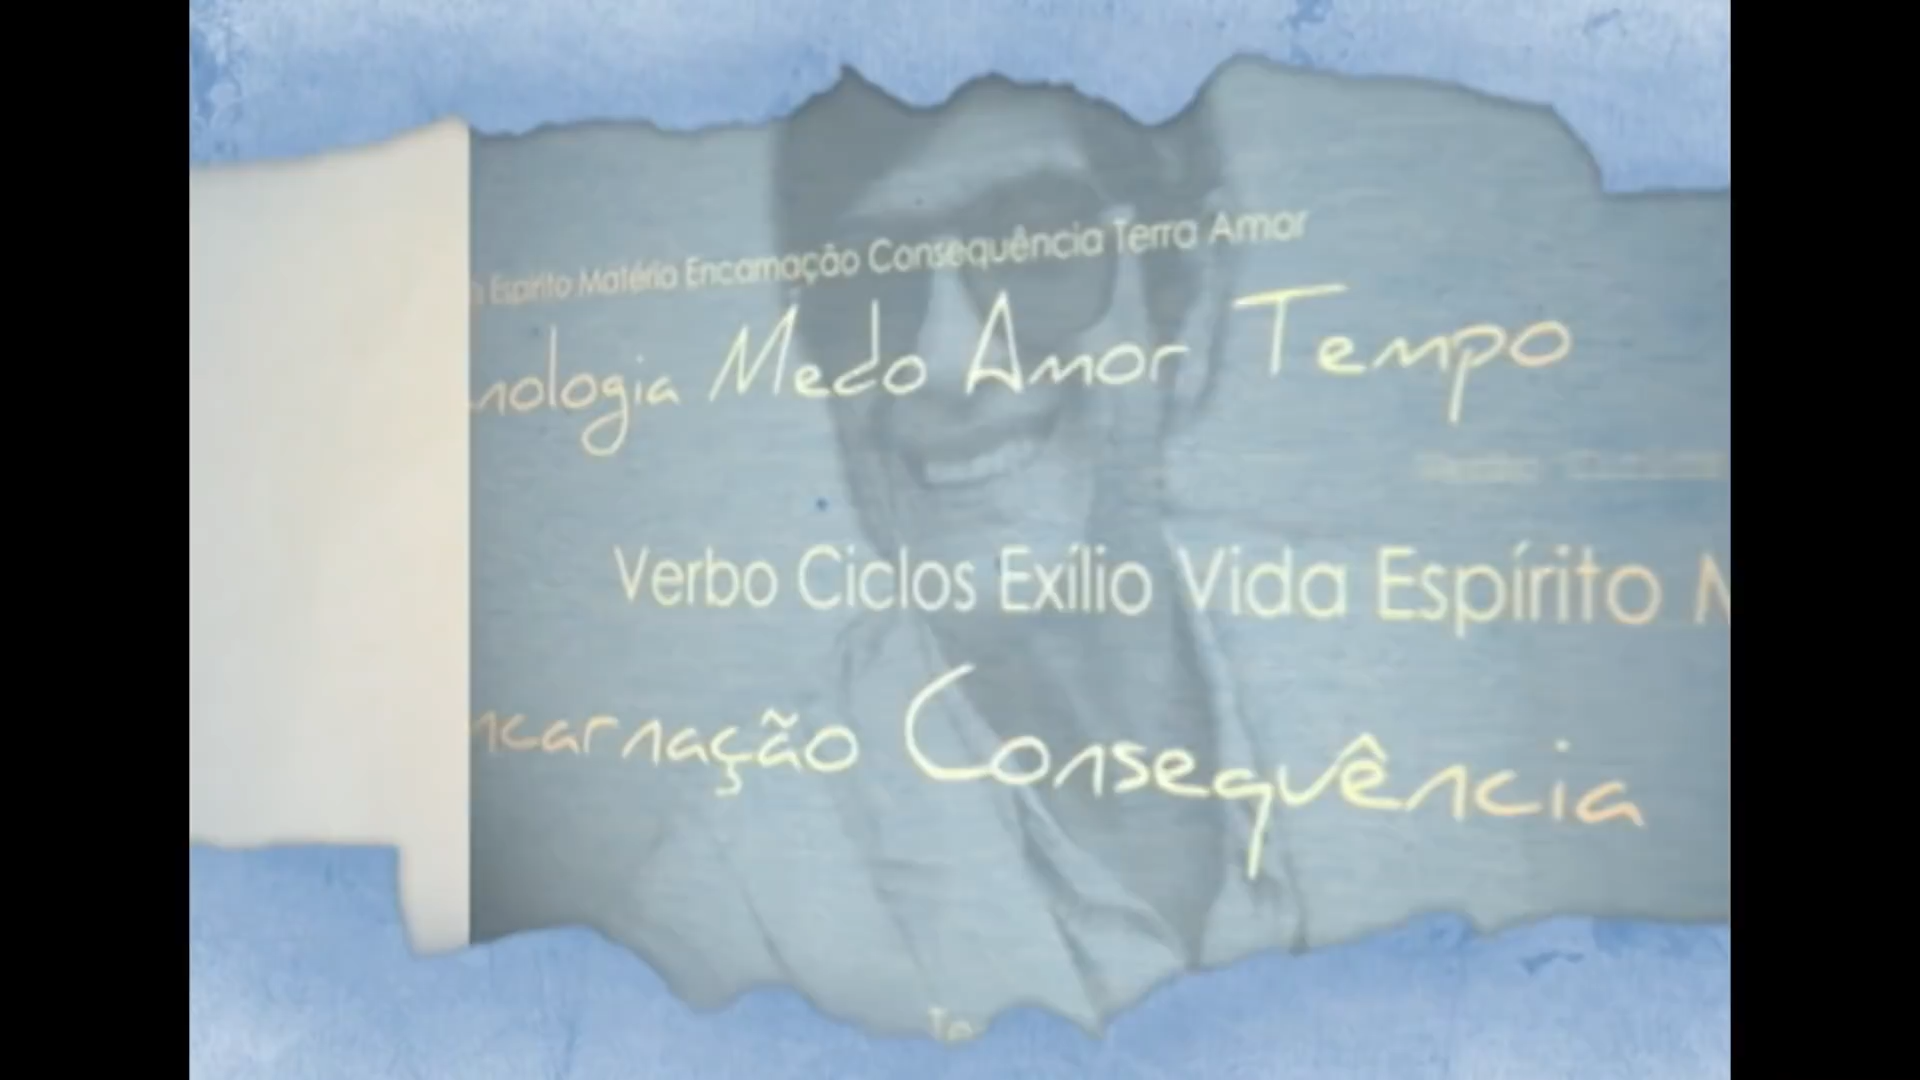 Espírito Matéria Encarnação Consequência Terra Amor
nologia Medo Amor Tempo
Verbo Ciclos Exílio Vida Espírito M
ncarnação Consequência